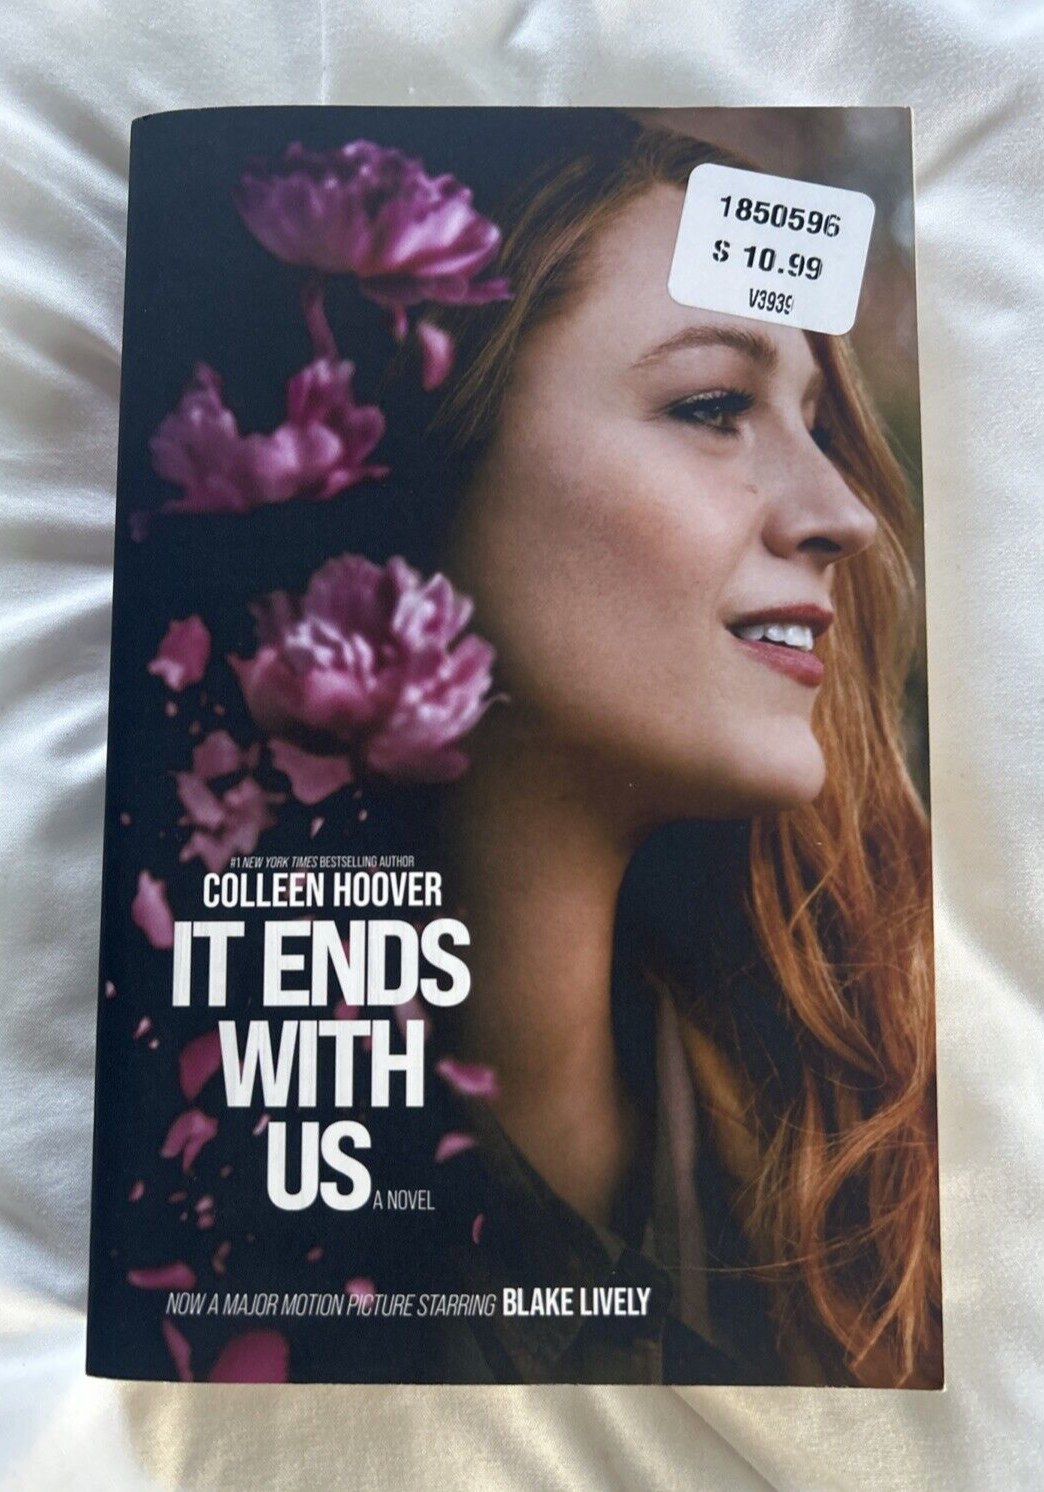 1850596
$ 10.99
V3939
#1 NEW YORK TIMES BESTSELLING AUTHOR
COLLEEN HOOVER
IT ENDS
WITH
US
A NOVEL
NOW A MAJOR MOTION PICTURE STARRING BLAKE LIVELY